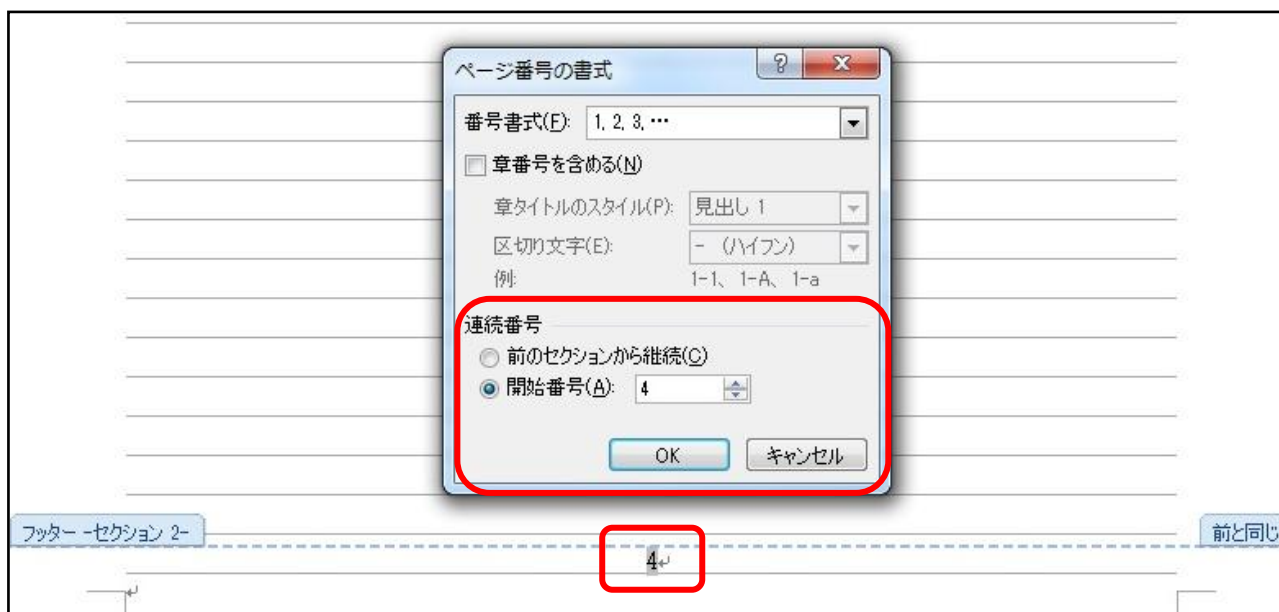 ページ番号の書式
番号書式(F): 1, 2, 3, …
章番号を含める(N)
章タイトルのスタイル(P): 見出し 1
区切り文字(E): - (ハイフン)
例: 1-1、1-A、1-a
連続番号
前のセクションから継続(C)
開始番号(A): 4
OK キャンセル
フッター -セクション 2- 前と同じ
4